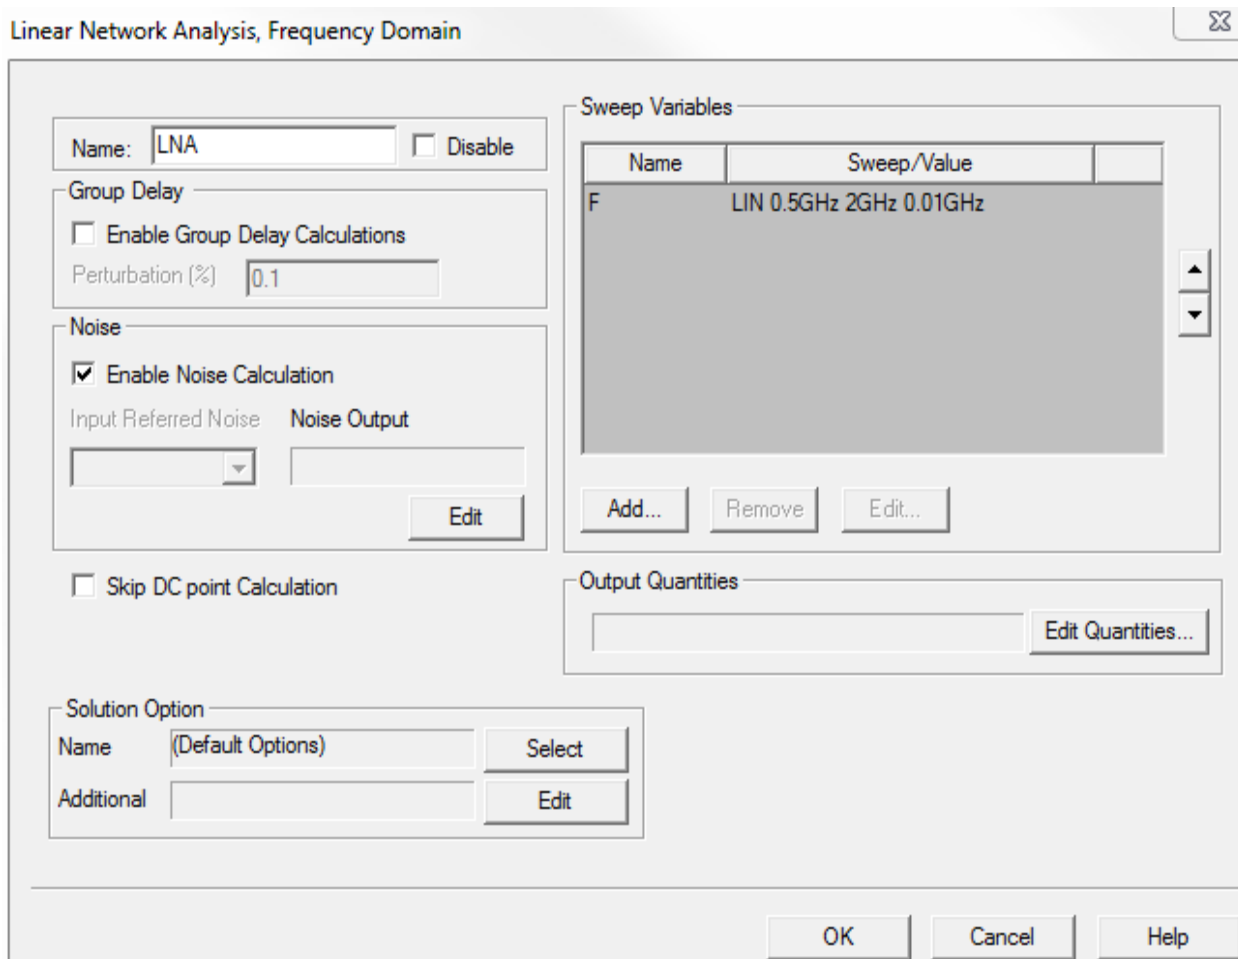 Linear Network Analysis, Frequency Domain
Name: LNA Disable
Group Delay
Enable Group Delay Calculations
Perturbation (%) 0.1
Noise
Enable Noise Calculation
Input Referred Noise Noise Output
Edit
Skip DC point Calculation
Sweep Variables
Name Sweep/Value
F LIN 0.5GHz 2GHz 0.01GHz
Add... Remove Edit...
Output Quantities
Edit Quantities...
Solution Option
Name (Default Options) Select
Additional Edit
OK Cancel Help